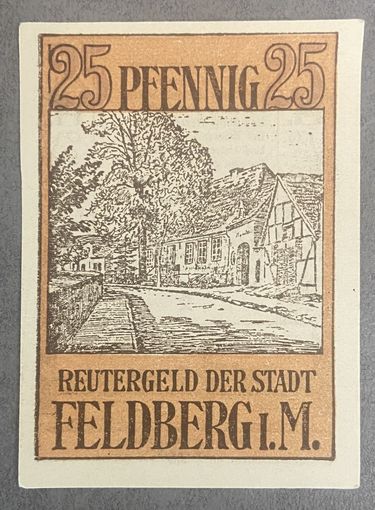 25 PFENNIG 25
REUTERGELD DER STADT
FELDBERG I.M.